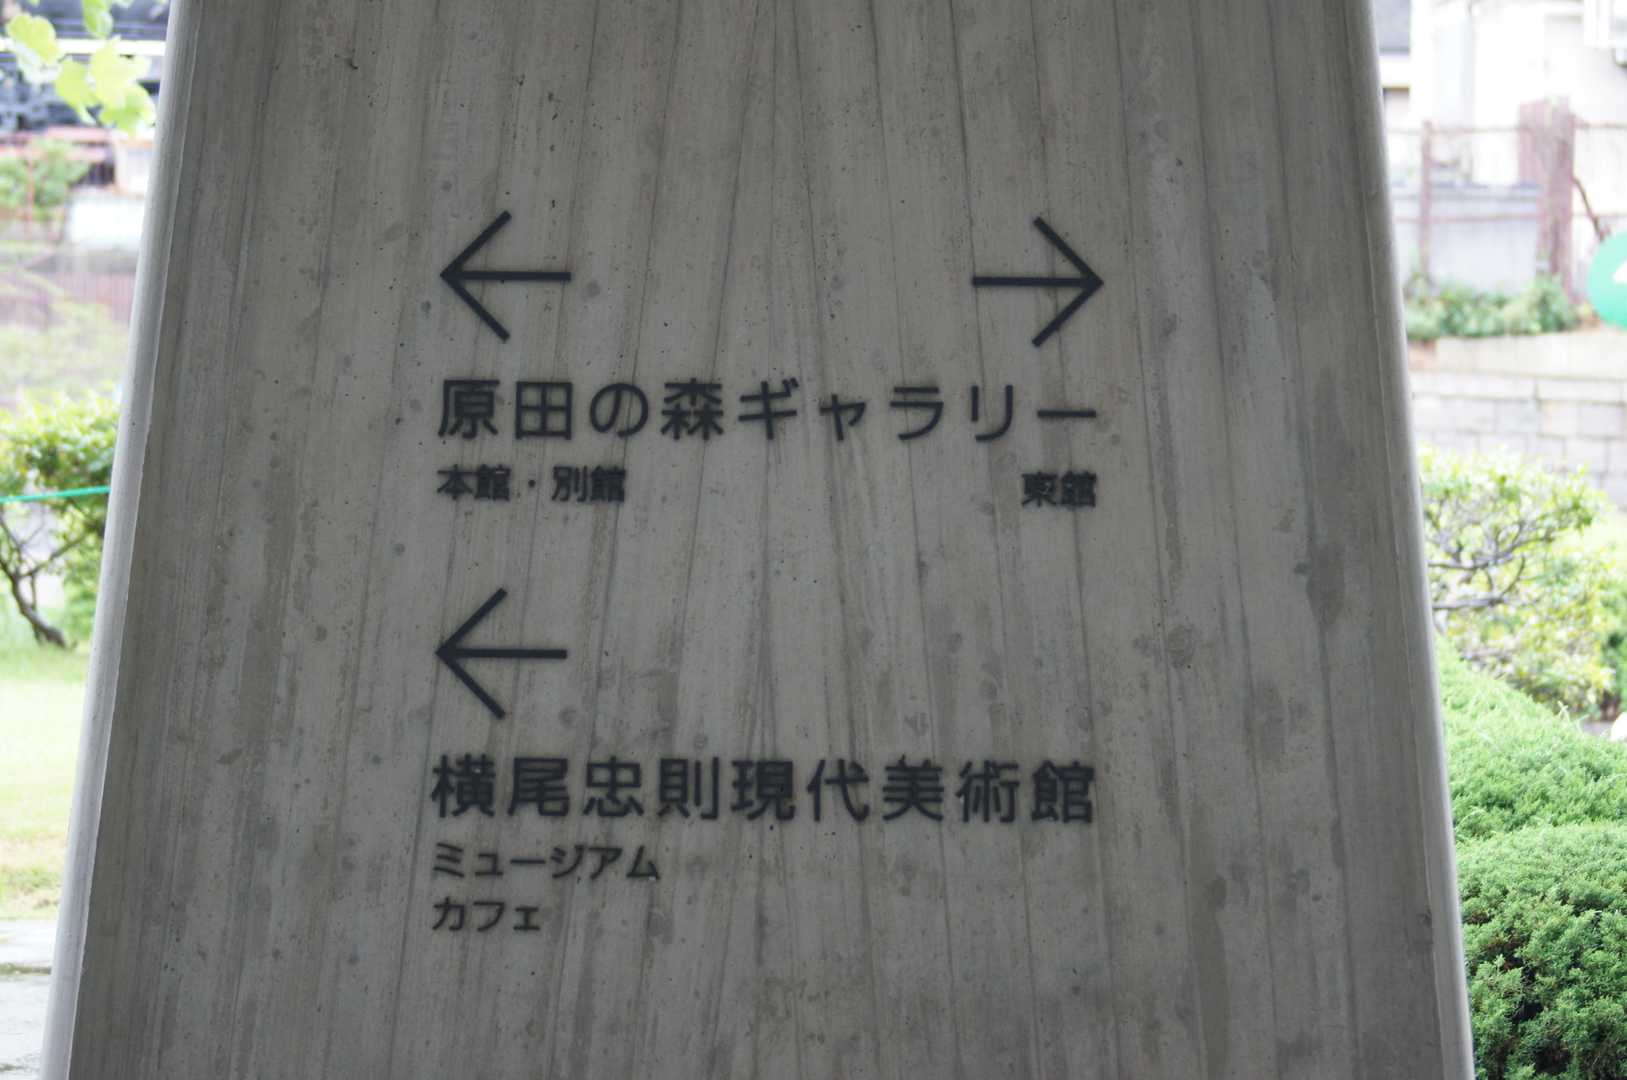 ← →
原田の森ギャラリー
本館・別館 東館
←
横尾忠則現代美術館
ミュージアム
カフェ